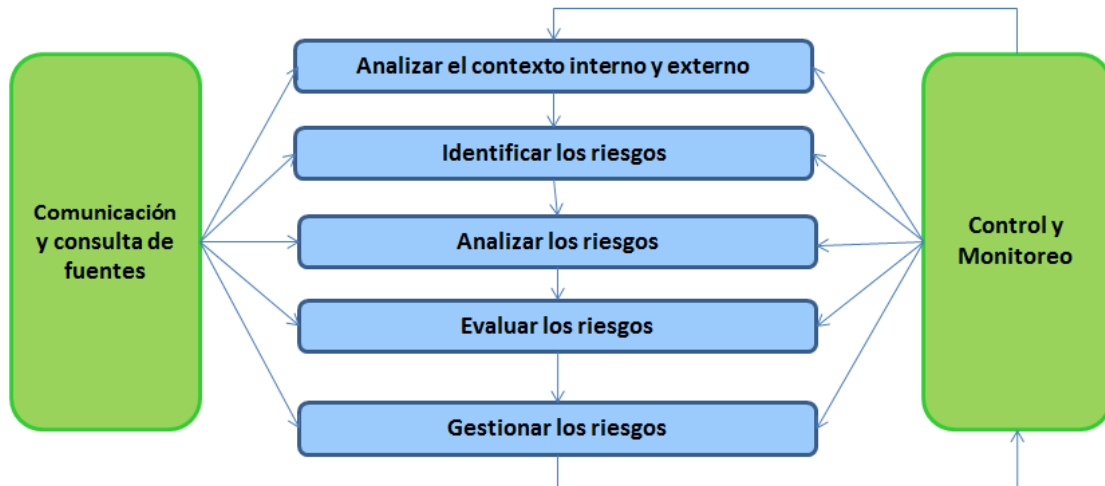 Analizar el contexto interno y externo
Identificar los riesgos
Comunicación
y consulta de
fuentes
Analizar los riesgos
Control y
Monitoreo
Evaluar los riesgos
Gestionar los riesgos